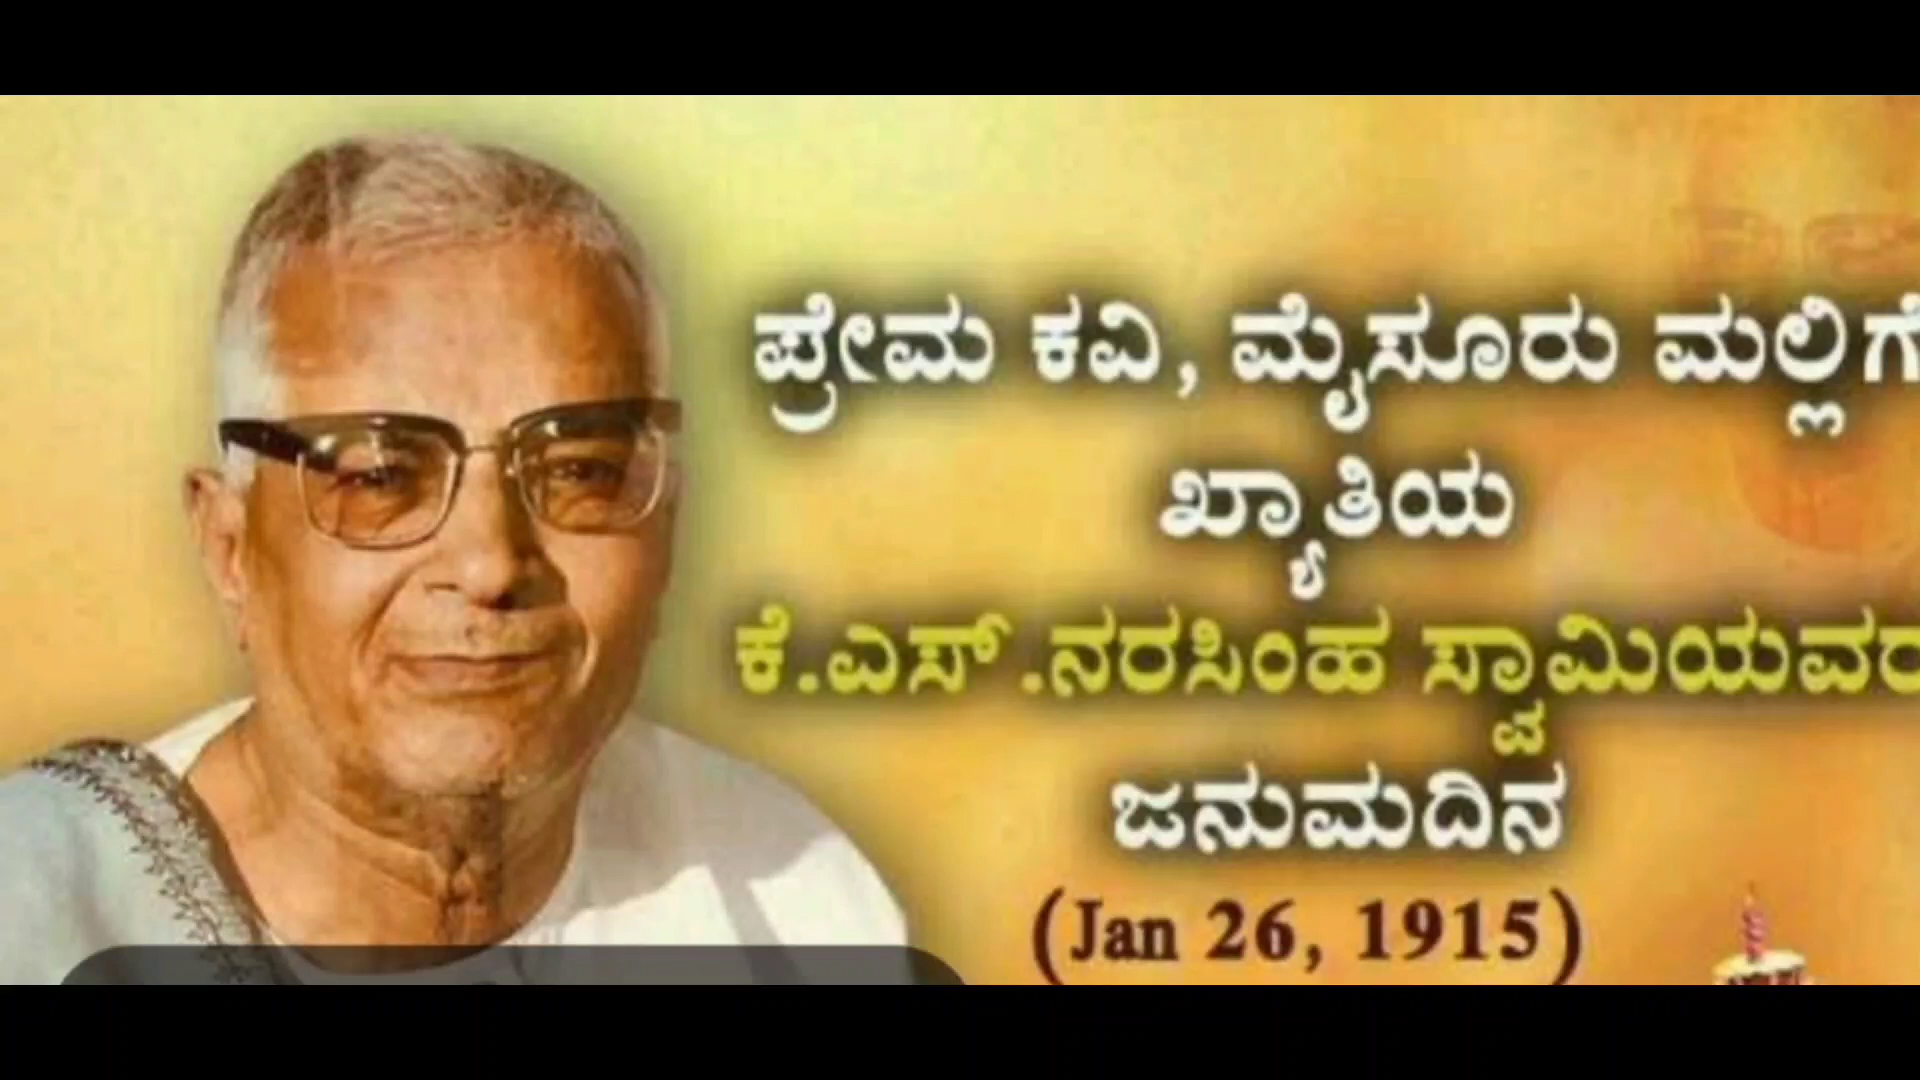 ಪ್ರೇಮ ಕವಿ, ಮೈಸೂರು ಮಲ್ಲಿಗೆ
ಖ್ಯಾತಿಯ
ಕೆ.ಎಸ್.ನರಸಿಂಹ ಸ್ವಾಮಿಯವರ
ಜನುಮದಿನ
(Jan 26, 1915)